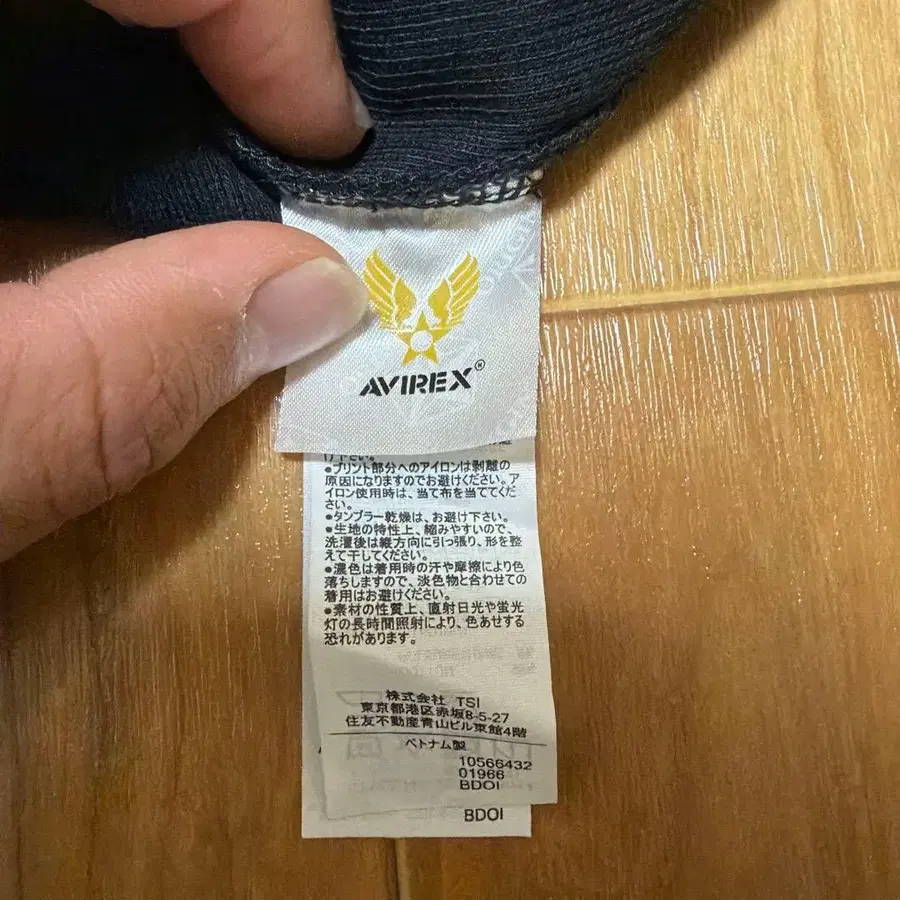 AVIREX®
け下さい。
●プリント部分へのアイロンは剥離の
原因になりますのでお避けください。ア
イロン使用時は、当て布を当ててくだ
さい。
●タンブラー乾燥は、お避け下さい。
●生地の特性上、縮みやすいので、
洗濯後は縦方向に引っ張り、形を整
えて干してください。
●濃色は着用時の汗や摩擦により色
落ちしますので、淡色物と合わせての
着用はお避けください。
●素材の性質上、直射日光や蛍光
灯の長時間照射により、色あせする
恐れがあります。
株式会社 TSI
東京都港区赤坂8-5-27
住友不動産青山ビル東館4階
ベトナム製
10566432
01966
BDOI
BDOI